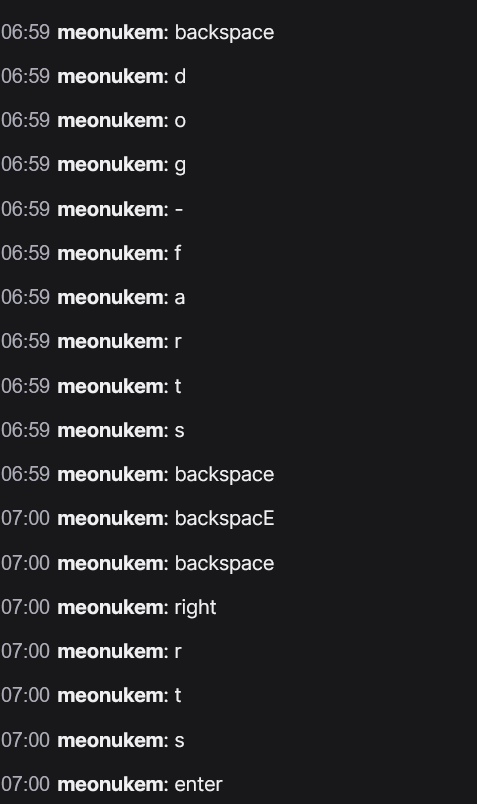 06:59 meonukem: backspace
06:59 meonukem: d
06:59 meonukem: o
06:59 meonukem: g
06:59 meonukem: -
06:59 meonukem: f
06:59 meonukem: a
06:59 meonukem: r
06:59 meonukem: t
06:59 meonukem: s
06:59 meonukem: backspace
07:00 meonukem: backspacE
07:00 meonukem: backspace
07:00 meonukem: right
07:00 meonukem: r
07:00 meonukem: t
07:00 meonukem: s
07:00 meonukem: enter